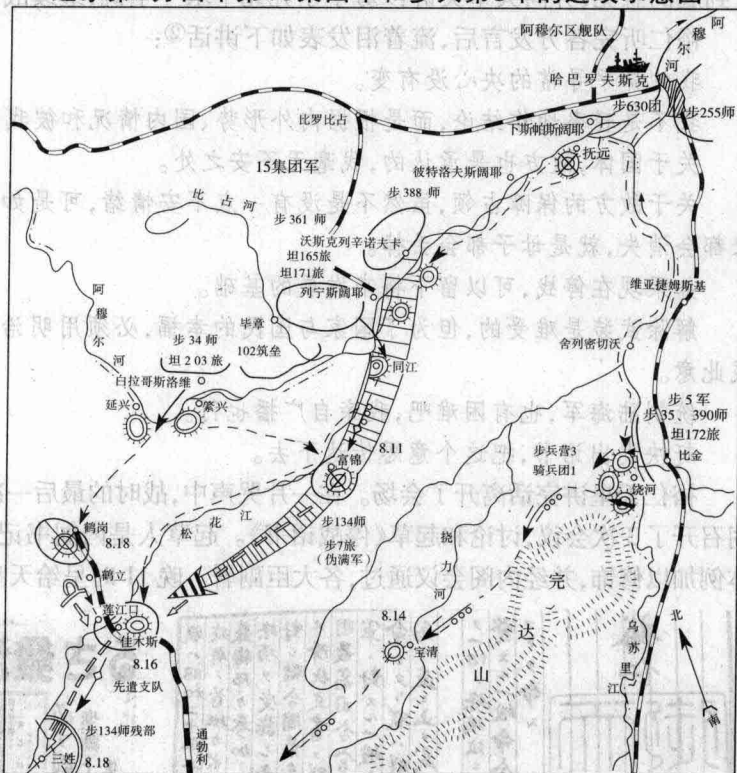 阿穆尔区舰队
阿穆尔河
哈巴罗夫斯克
步630团
步255师
下斯帕斯阔耶
抚远
比罗比占
15集团军
彼特洛夫斯阔耶
步388 师
比占河
步 361 师
沃斯克列辛诺夫卡
坦165旅
坦171旅
列宁斯阔耶
维亚捷姆斯基
阿穆尔河
毕章
102筑垒
步 34 师
坦 2 03 旅
白拉哥斯洛维
延兴
繁兴
同江
舍列密切沃
步 5 军
步 35、390师
坦172旅
比金
步兵营3
骑兵团1
饶河
8.11
富锦
松花江
步134师
步7旅
(伪满军)
挠力河
完达山
鹤岗
8.18
鹤立
莲江口
佳木斯
8.16
先遣支队
8.14
宝清
乌苏里江
北
南
步134师残部
通勃利
三姓
8.18